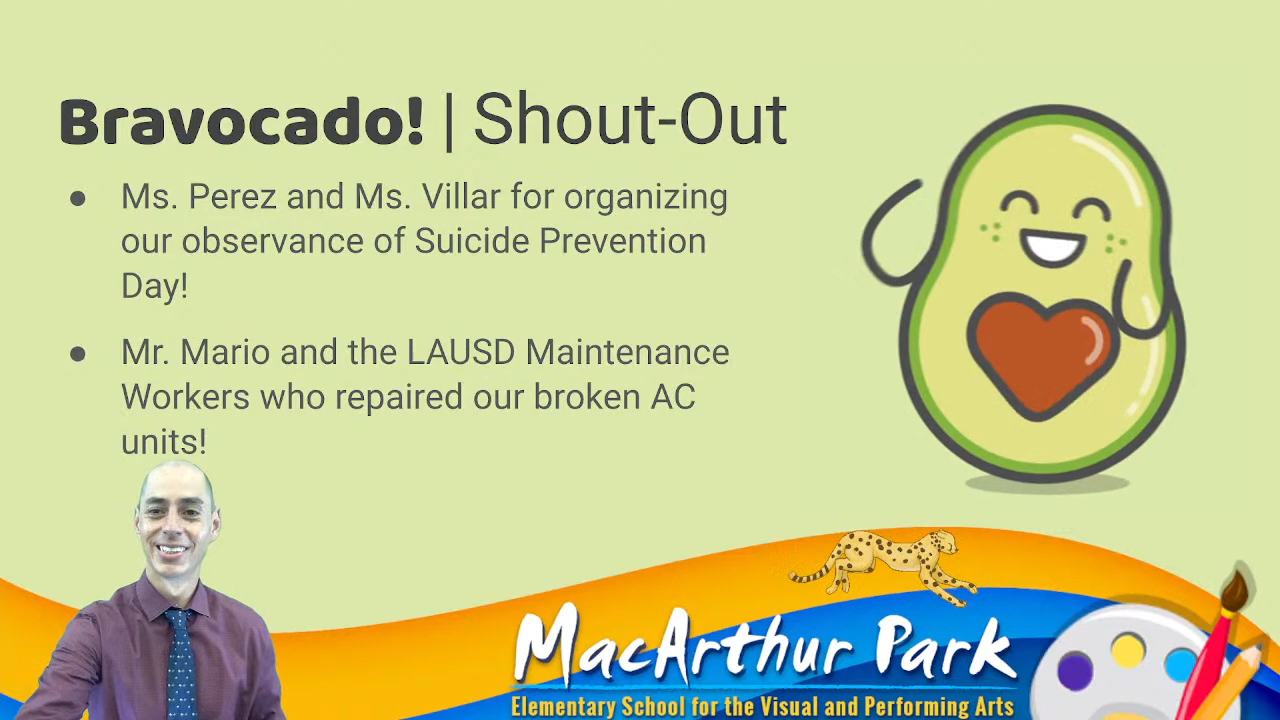 Bravocado! | Shout-Out
● Ms. Perez and Ms. Villar for organizing
our observance of Suicide Prevention
Day!
● Mr. Mario and the LAUSD Maintenance
Workers who repaired our broken AC
units!
MacArthur Park
Elementary School for the Visual and Performing Arts